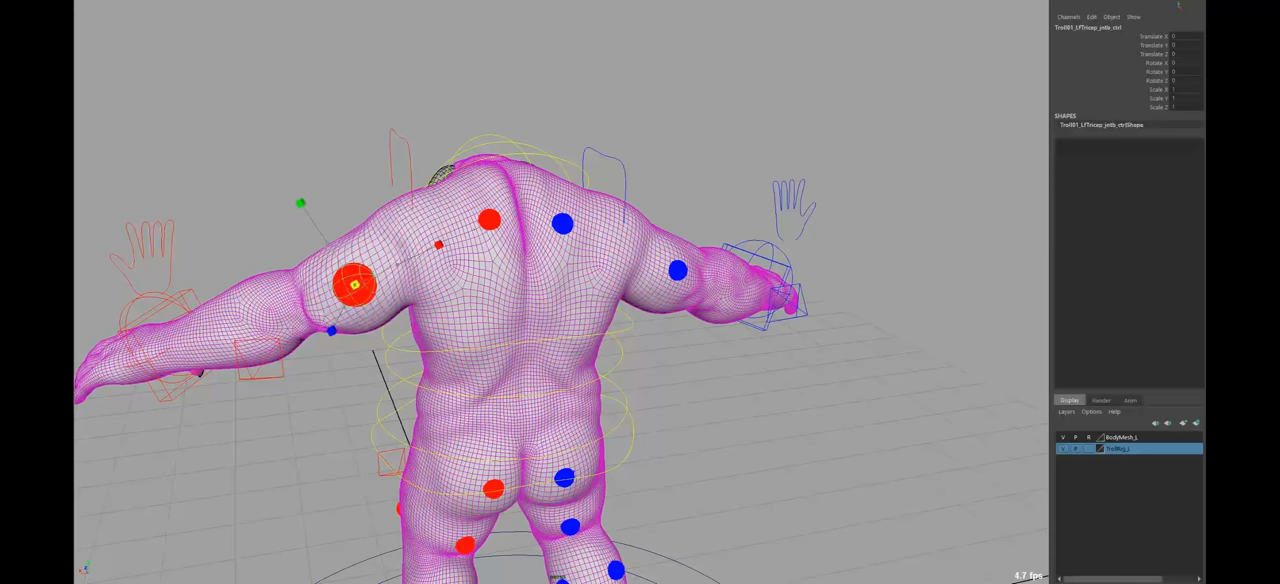 Channels Edit Object Show
Troll01_LfTricep_jntb_ctrl
Translate X 0
Translate Y 0
Translate Z 0
Rotate X 0
Rotate Y 0
Rotate Z 0
Scale X 1
Scale Y 1
Scale Z 1
SHAPES
Troll01_LfTricep_jntb_ctrlShape
Display Render Anim
Layers Options Help
V P R BodyMesh_L
V P TrollRig_L
4.7 fps